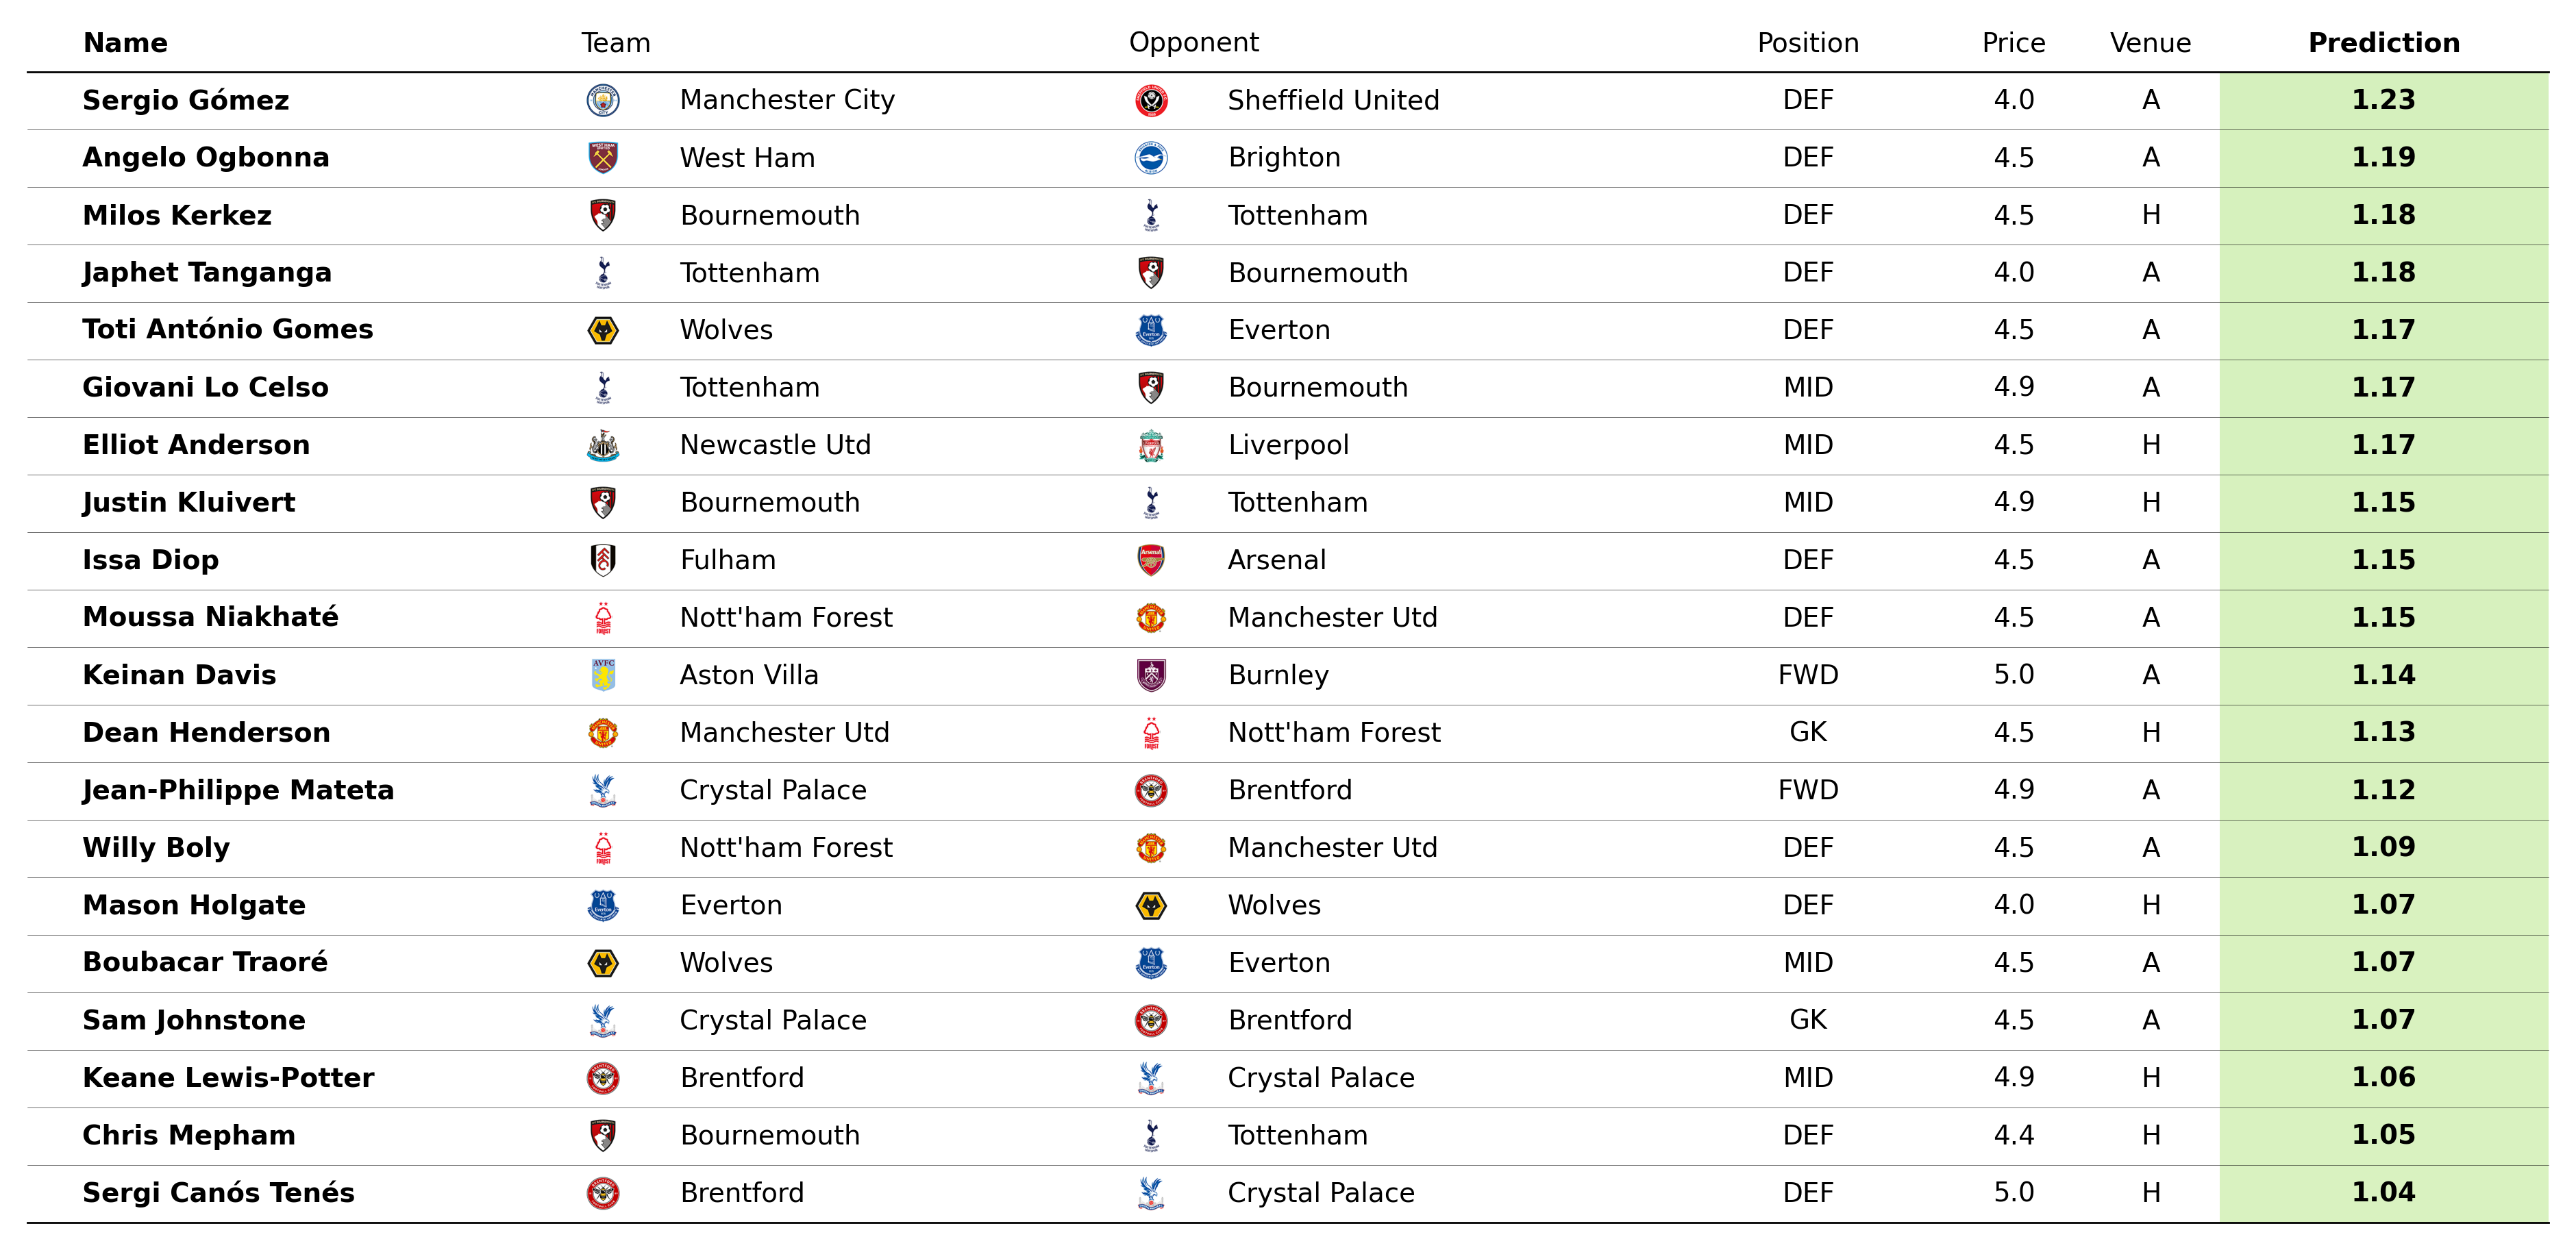 Name Team Opponent Position Price Venue Prediction
Sergio Gómez Manchester City Sheffield United DEF 4.0 A 1.23
Angelo Ogbonna West Ham Brighton DEF 4.5 A 1.19
Milos Kerkez Bournemouth Tottenham DEF 4.5 H 1.18
Japhet Tanganga Tottenham Bournemouth DEF 4.0 A 1.18
Toti António Gomes Wolves Everton DEF 4.5 A 1.17
Giovani Lo Celso Tottenham Bournemouth MID 4.9 A 1.17
Elliot Anderson Newcastle Utd Liverpool MID 4.5 H 1.17
Justin Kluivert Bournemouth Tottenham MID 4.9 H 1.15
Issa Diop Fulham Arsenal DEF 4.5 A 1.15
Moussa Niakhaté Nott'ham Forest Manchester Utd DEF 4.5 A 1.15
Keinan Davis Aston Villa Burnley FWD 5.0 A 1.14
Dean Henderson Manchester Utd Nott'ham Forest GK 4.5 H 1.13
Jean-Philippe Mateta Crystal Palace Brentford FWD 4.9 A 1.12
Willy Boly Nott'ham Forest Manchester Utd DEF 4.5 A 1.09
Mason Holgate Everton Wolves DEF 4.0 H 1.07
Boubacar Traoré Wolves Everton MID 4.5 A 1.07
Sam Johnstone Crystal Palace Brentford GK 4.5 A 1.07
Keane Lewis-Potter Brentford Crystal Palace MID 4.9 H 1.06
Chris Mepham Bournemouth Tottenham DEF 4.4 H 1.05
Sergi Canós Tenés Brentford Crystal Palace DEF 5.0 H 1.04